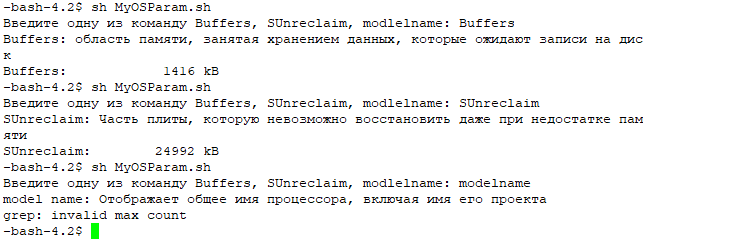 -bash-4.2$ sh MyOSParam.sh
Введите одну из команду Buffers, SUnreclaim, modlelname: Buffers
Buffers: область памяти, занятая хранением данных, которые ожидают записи на дис
к
Buffers:            1416 kB
-bash-4.2$ sh MyOSParam.sh
Введите одну из команду Buffers, SUnreclaim, modlelname: SUnreclaim
SUnreclaim: Часть плиты, которую невозможно восстановить даже при недостатке пам
яти
SUnreclaim:        24992 kB
-bash-4.2$ sh MyOSParam.sh
Введите одну из команду Buffers, SUnreclaim, modlelname: modelname
model name: Отображает общее имя процессора, включая имя его проекта
grep: invalid max count
-bash-4.2$